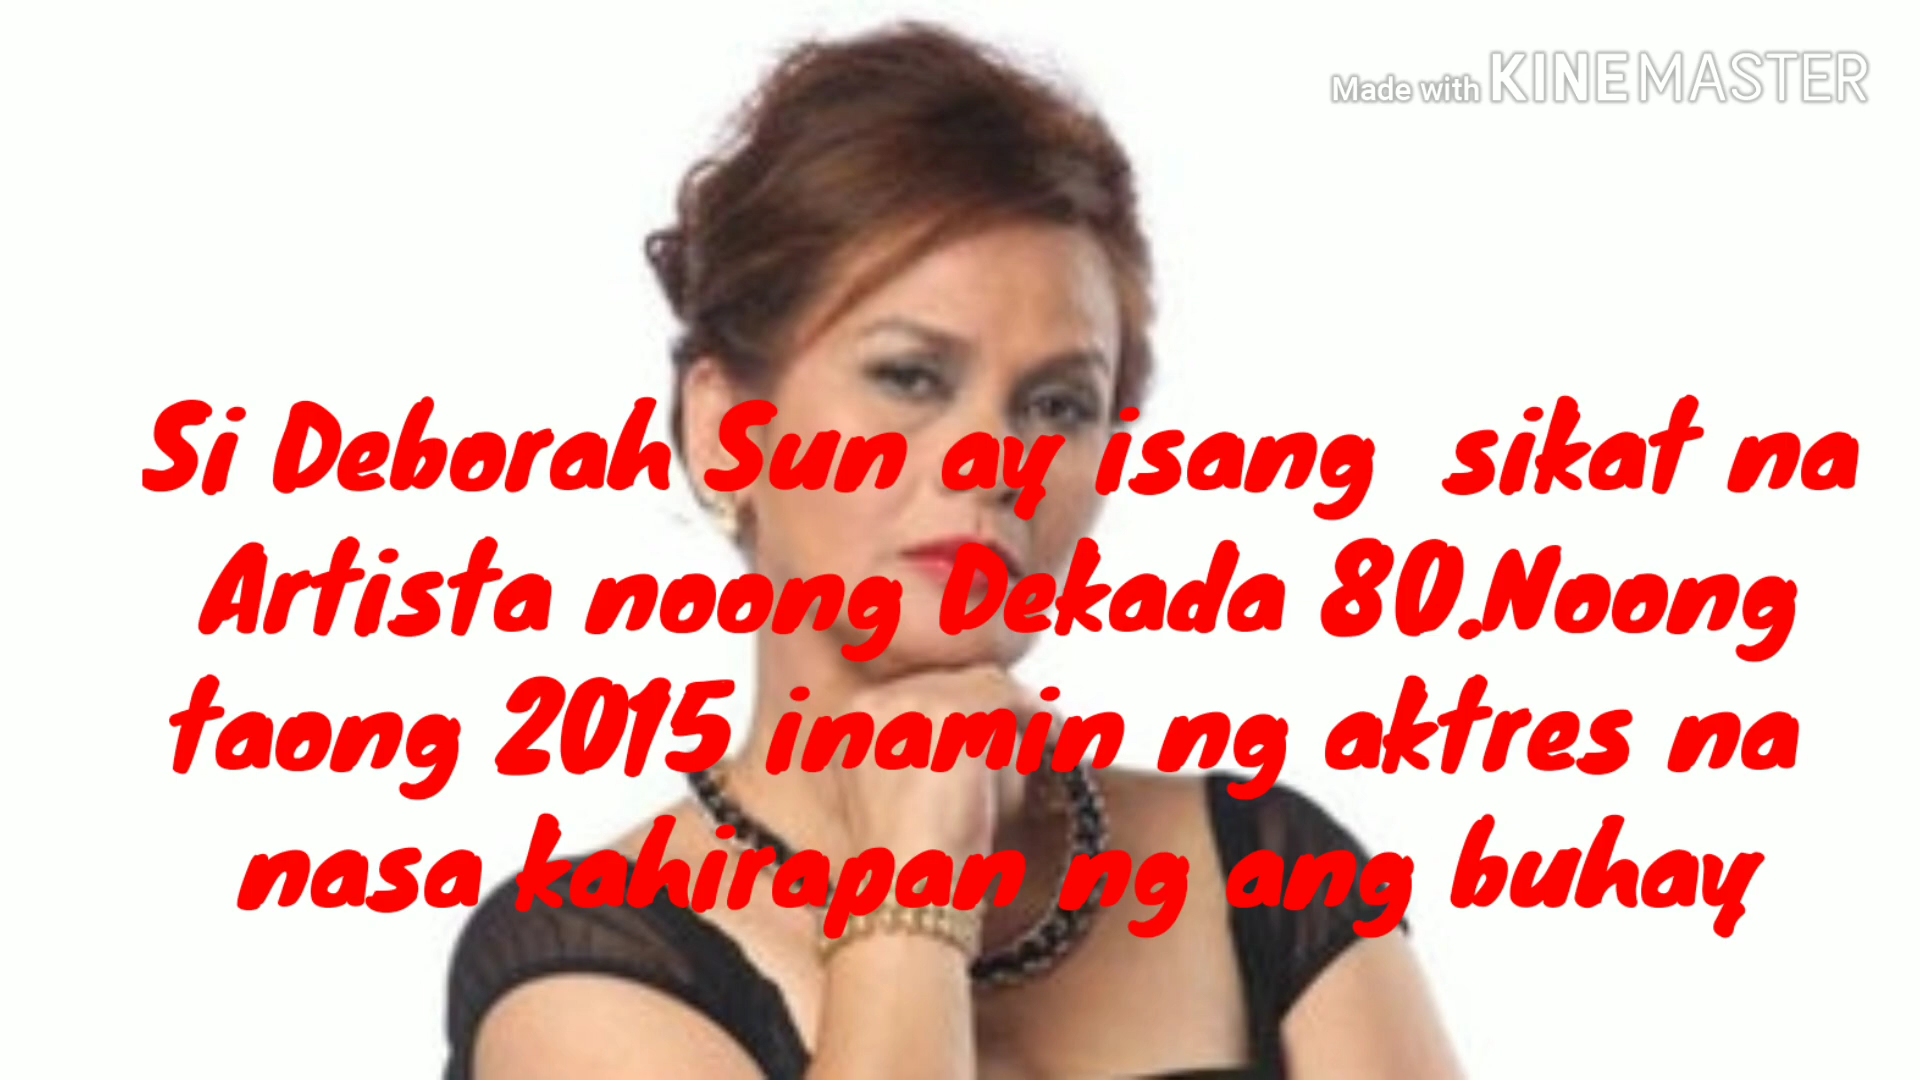 Made with KINEMASTER
Si Deborah Sun ay isang sikat na
Artista noong Dekada 80.Noong
taong 2015 inamin ng aktres na
nasa kahirapan ng ang buhay